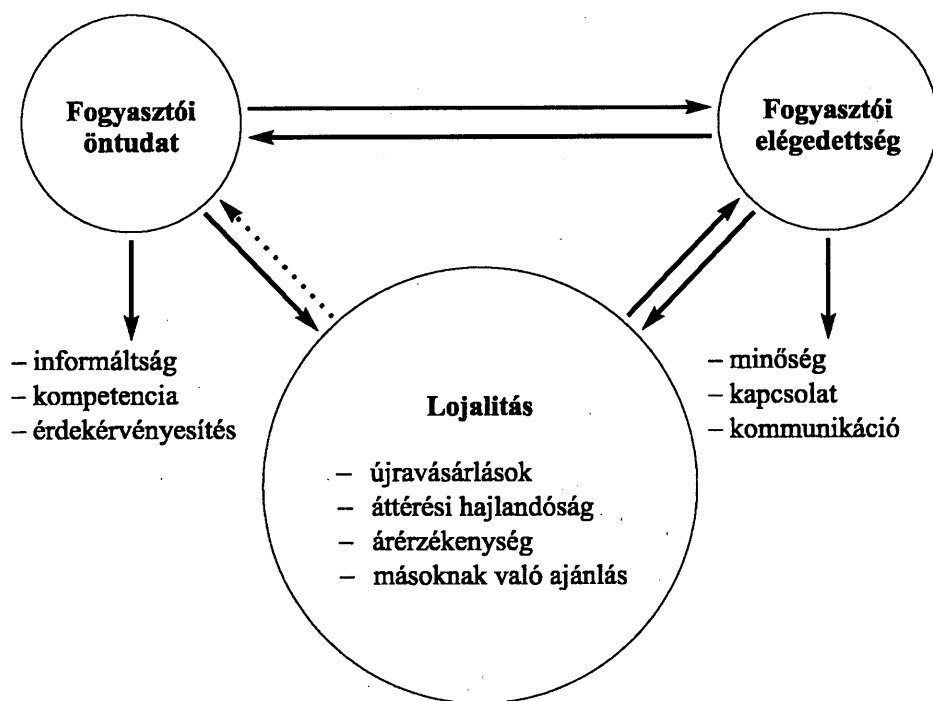 Fogyasztói
öntudat
Fogyasztói
elégedettség
– informáltság
– kompetencia
– érdekérvényesítés
– minőség
– kapcsolat
– kommunikáció
Lojalitás
– újravásárlások
– áttérési hajlandóság
– árérzékenység
– másoknak való ajánlás